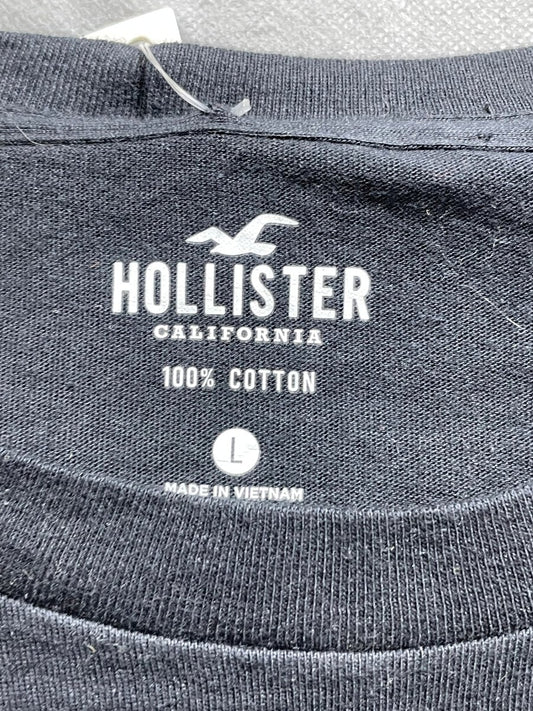 HOLLISTER
CALIFORNIA
100% COTTON
L
MADE IN VIETNAM